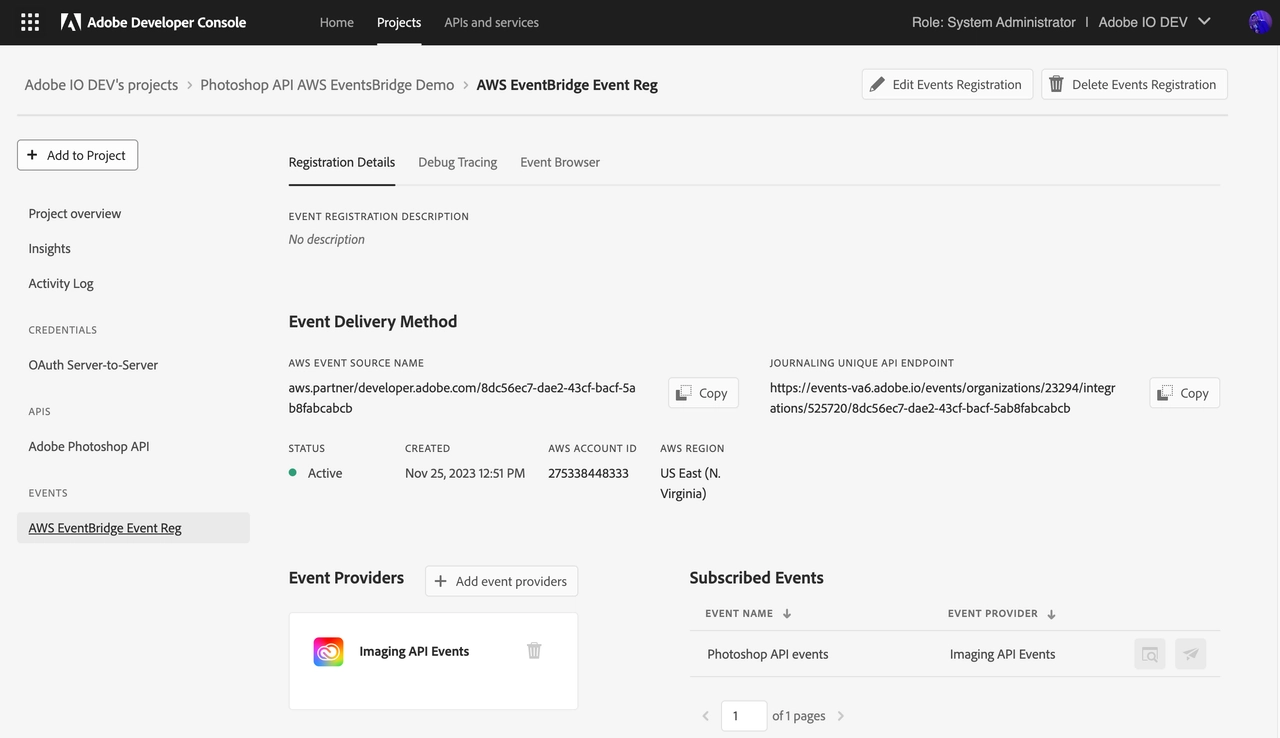 Adobe Developer Console
Home
Projects
APIs and services
Role: System Administrator | Adobe IO DEV
Adobe IO DEV's projects > Photoshop API AWS EventsBridge Demo > AWS EventBridge Event Reg
Edit Events Registration
Delete Events Registration
+ Add to Project
Project overview
Insights
Activity Log
CREDENTIALS
OAuth Server-to-Server
APIS
Adobe Photoshop API
EVENTS
AWS EventBridge Event Reg
Registration Details
Debug Tracing
Event Browser
EVENT REGISTRATION DESCRIPTION
No description
Event Delivery Method
AWS EVENT SOURCE NAME
aws.partner/developer.adobe.com/8dc56ec7-dae2-43cf-bacf-5a
b8fabcabcb
Copy
JOURNALING UNIQUE API ENDPOINT
https://events-va6.adobe.io/events/organizations/23294/integr
ations/525720/8dc56ec7-dae2-43cf-bacf-5ab8fabcabcb
Copy
STATUS
Active
CREATED
Nov 25, 2023 12:51 PM
AWS ACCOUNT ID
275338448333
AWS REGION
US East (N.
Virginia)
Event Providers
+ Add event providers
Imaging API Events
Subscribed Events
EVENT NAME
EVENT PROVIDER
Photoshop API events
Imaging API Events
1
of 1 pages